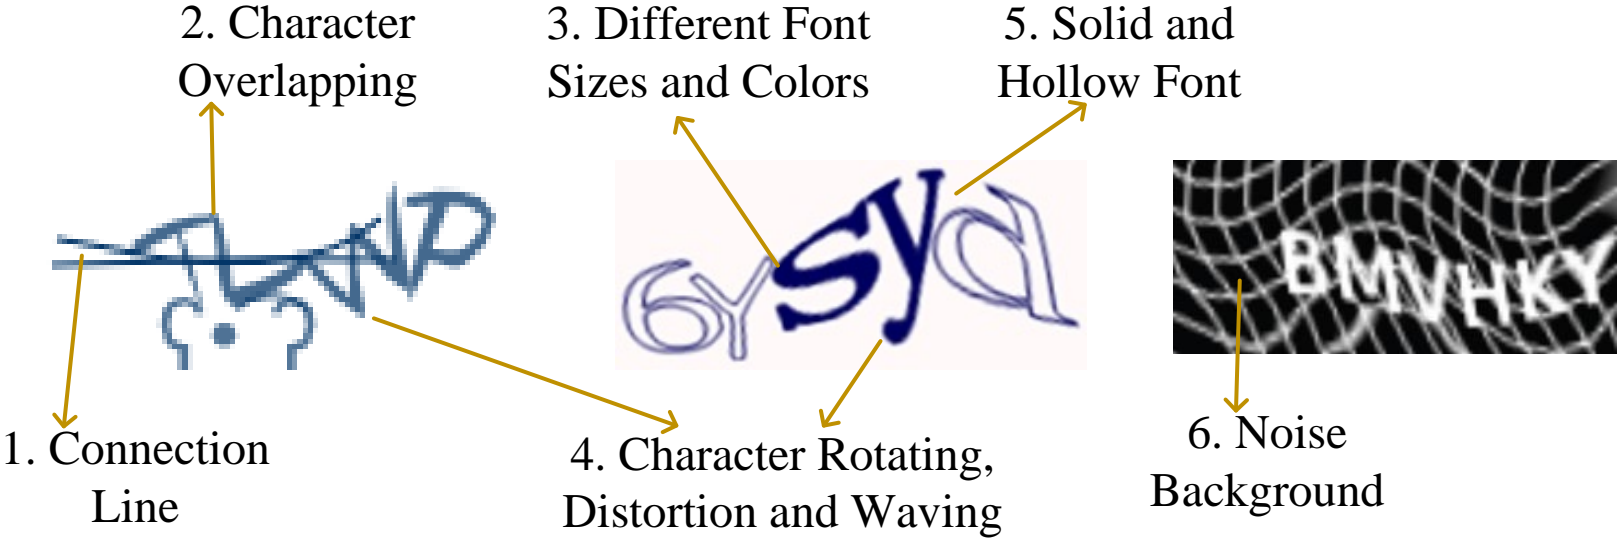 2. Character
Overlapping
3. Different Font
Sizes and Colors
5. Solid and
Hollow Font
6YSyd
BMVHKY
1. Connection
Line
4. Character Rotating,
Distortion and Waving
6. Noise
Background